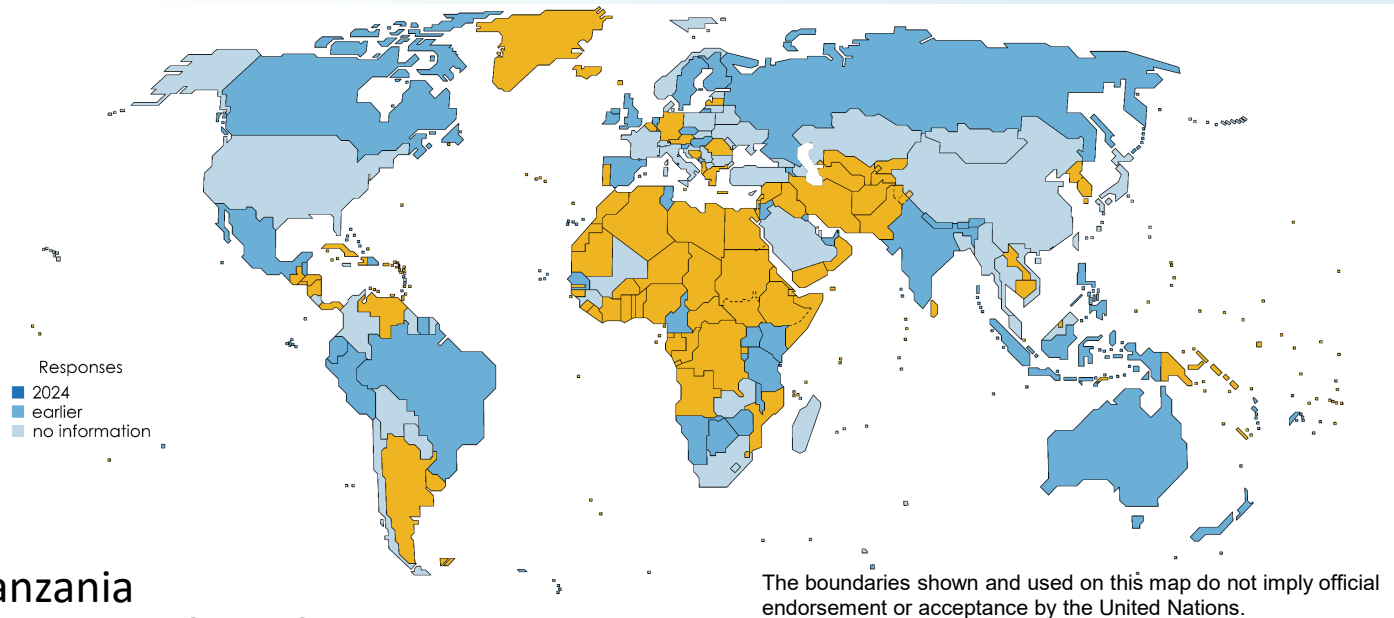 Responses
2024
earlier
no information
anzania
The boundaries shown and used on this map do not imply official
endorsement or acceptance by the United Nations.